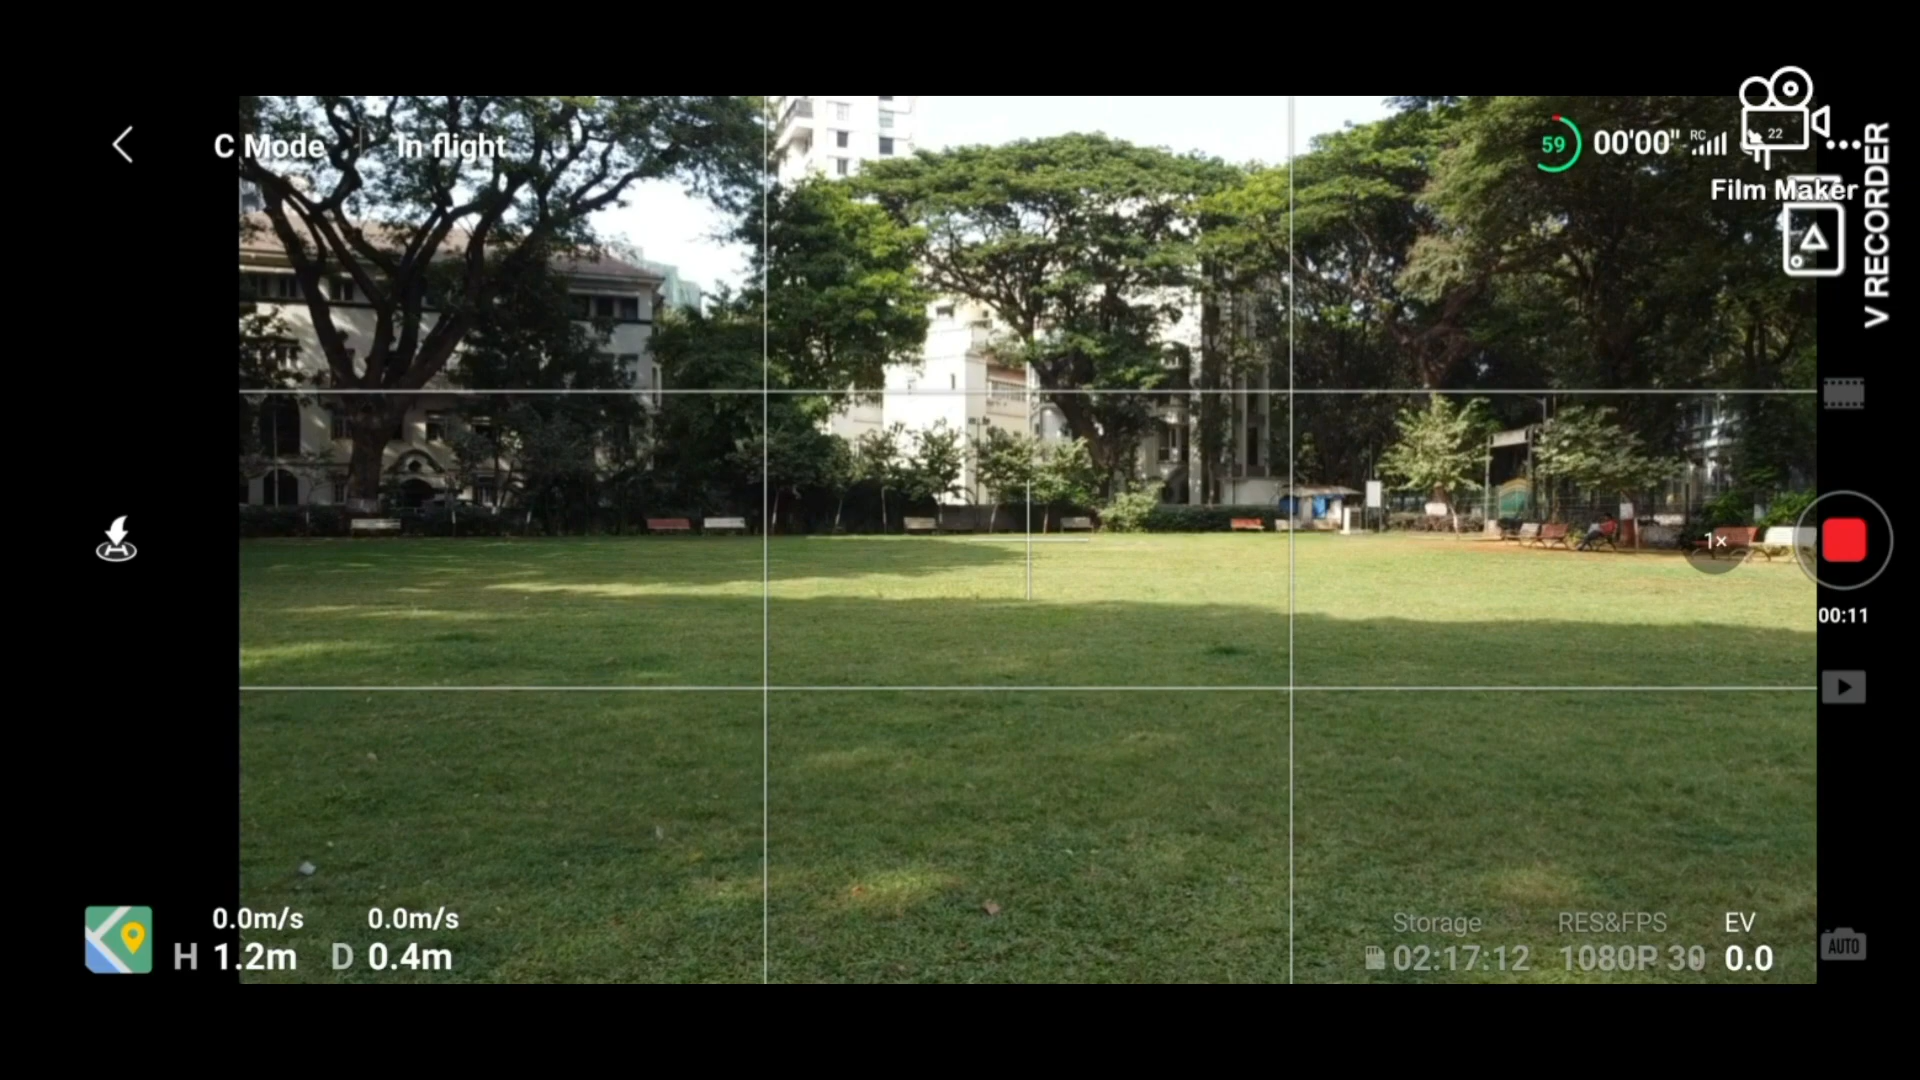 C Mode | In flight
59 00'00" RC 22
Film Maker
V RECORDER
1×
00:11
0.0m/s 0.0m/s
H 1.2m D 0.4m
Storage RES&FPS EV
02:17:12 1080P 30 0.0
AUTO